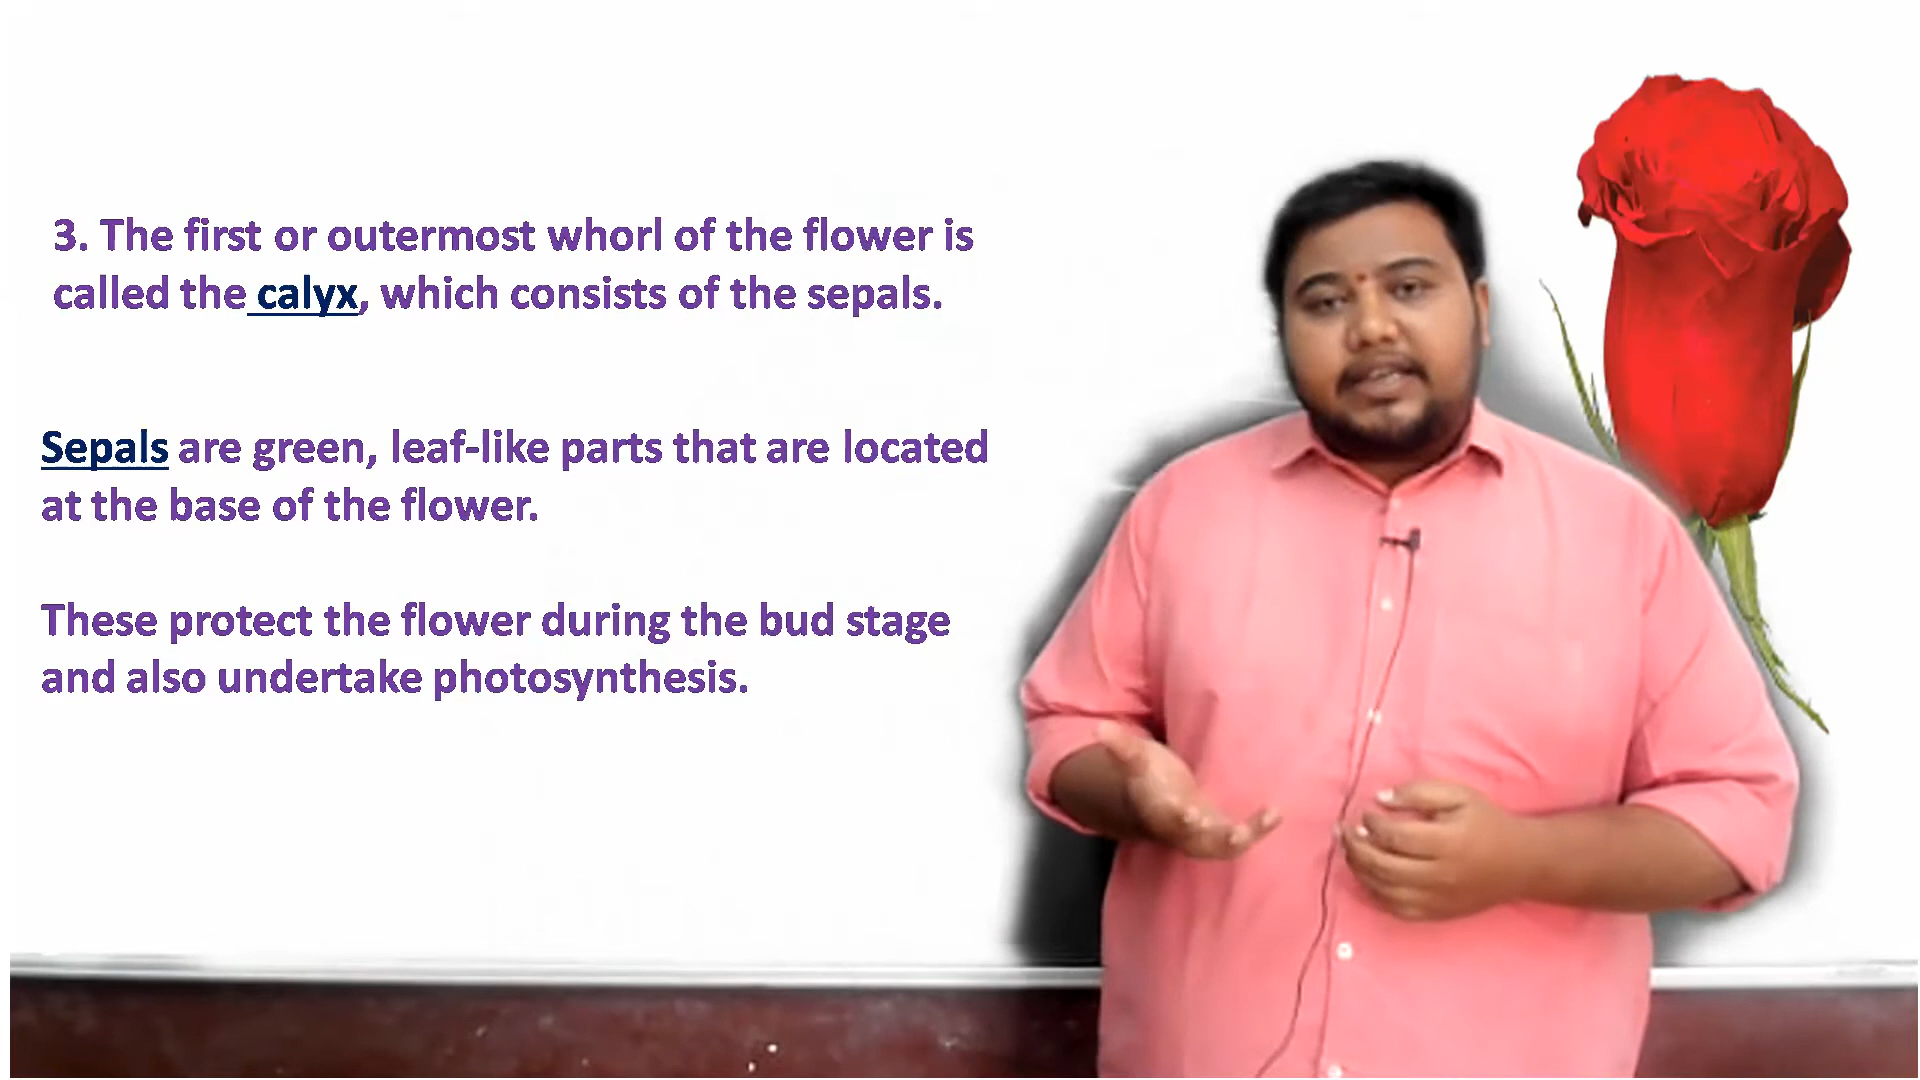 3. The first or outermost whorl of the flower is
called the calyx, which consists of the sepals.
Sepals are green, leaf-like parts that are located
at the base of the flower.
These protect the flower during the bud stage
and also undertake photosynthesis.